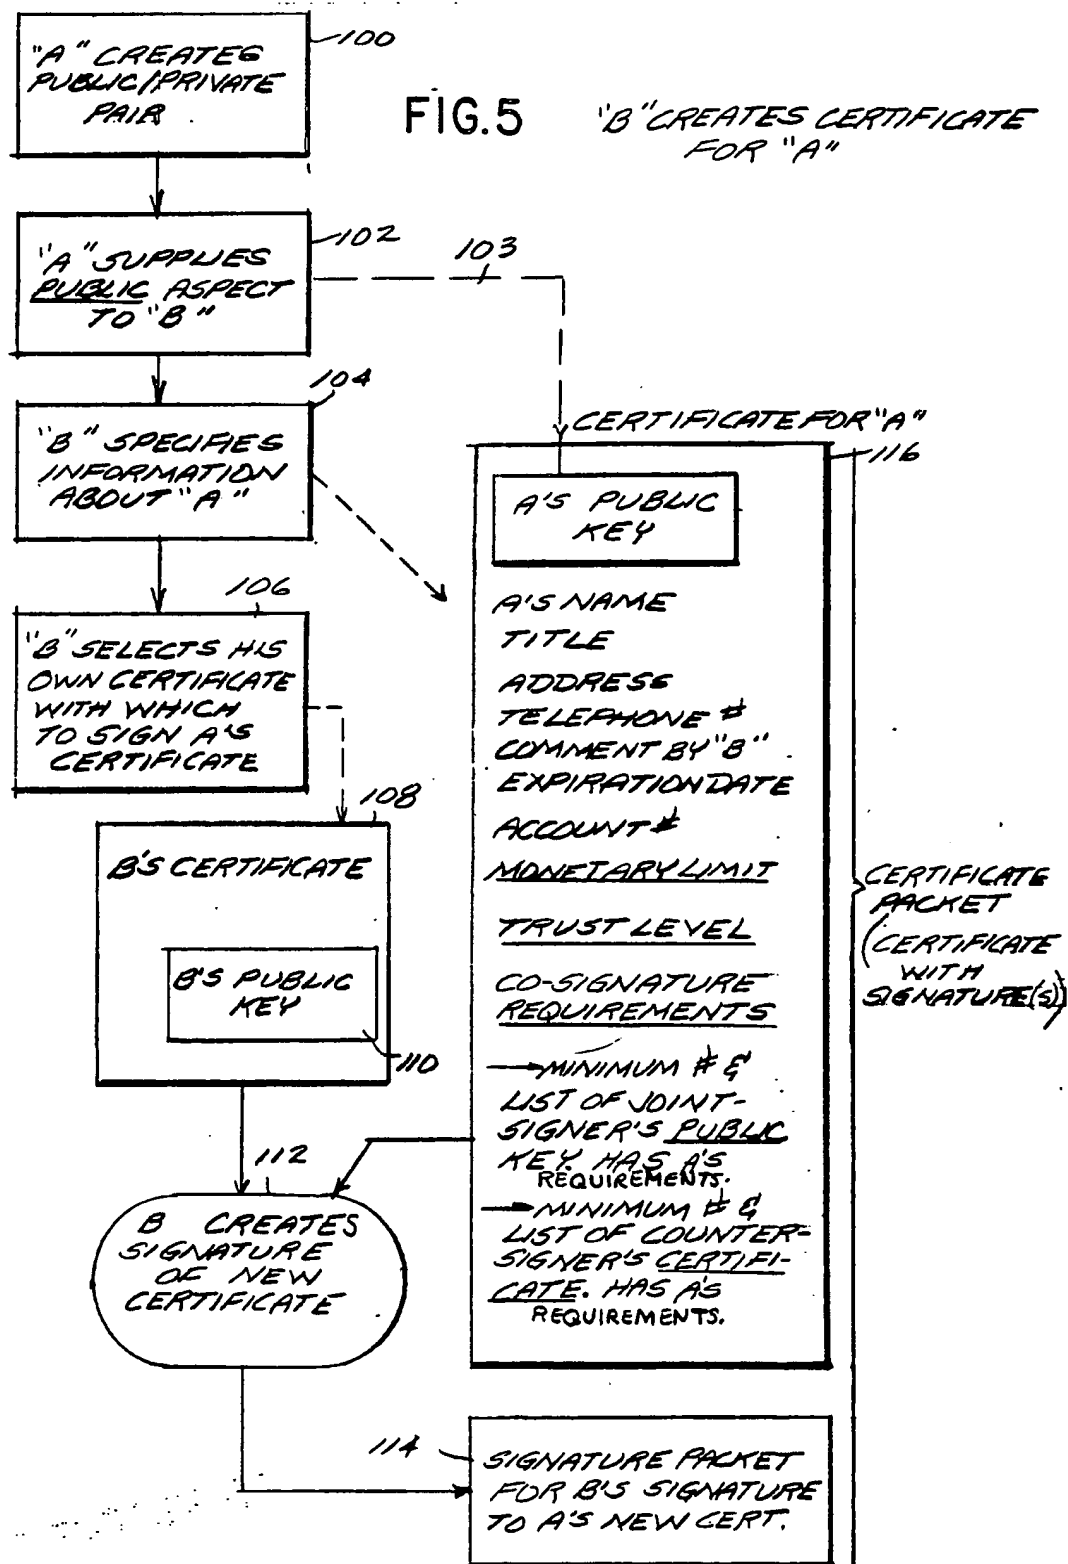 "A" CREATES
PUBLIC/PRIVATE
PAIR
100
FIG.5
"B" CREATES CERTIFICATE
FOR "A"
"A" SUPPLIES
PUBLIC ASPECT
TO "B"
102
103
"B" SPECIFIES
INFORMATION
ABOUT "A"
104
"B" SELECTS HIS
OWN CERTIFICATE
WITH WHICH
TO SIGN A'S
CERTIFICATE
106
B'S CERTIFICATE
108
B'S PUBLIC
KEY
110
B CREATES
SIGNATURE
OF NEW
CERTIFICATE
112
CERTIFICATE FOR "A"
116
A'S PUBLIC
KEY
A'S NAME
TITLE
ADDRESS
TELEPHONE #
COMMENT BY "B"
EXPIRATION DATE
ACCOUNT #
MONETARY LIMIT
TRUST LEVEL
CO-SIGNATURE
REQUIREMENTS
MINIMUM # &
LIST OF JOINT-
SIGNER'S PUBLIC
KEY. HAS A'S
REQUIREMENTS.
MINIMUM # &
LIST OF COUNTER-
SIGNER'S CERTIFI-
CATE. HAS A'S
REQUIREMENTS.
CERTIFICATE
PACKET
(CERTIFICATE
WITH
SIGNATURE(S))
114
SIGNATURE PACKET
FOR B'S SIGNATURE
TO A'S NEW CERT.